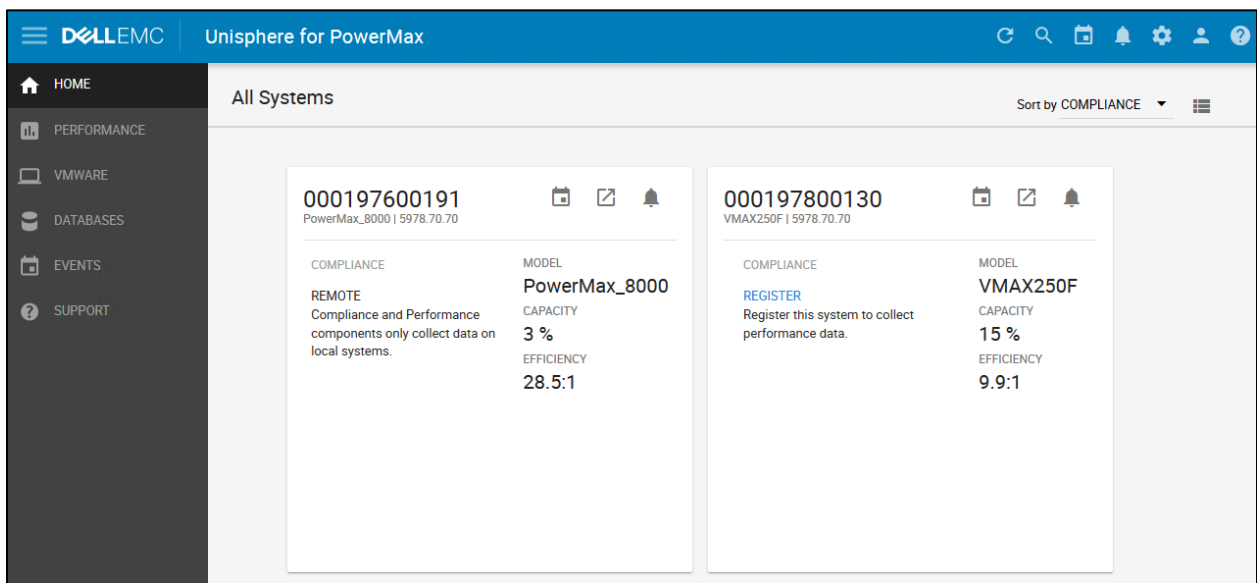 DELLEMC Unisphere for PowerMax
HOME
PERFORMANCE
VMWARE
DATABASES
EVENTS
SUPPORT
All Systems
Sort by COMPLIANCE
000197600191
PowerMax_8000 | 5978.70.70
COMPLIANCE
REMOTE
Compliance and Performance
components only collect data on
local systems.
MODEL
PowerMax_8000
CAPACITY
3 %
EFFICIENCY
28.5:1
000197800130
VMAX250F | 5978.70.70
COMPLIANCE
REGISTER
Register this system to collect
performance data.
MODEL
VMAX250F
CAPACITY
15 %
EFFICIENCY
9.9:1